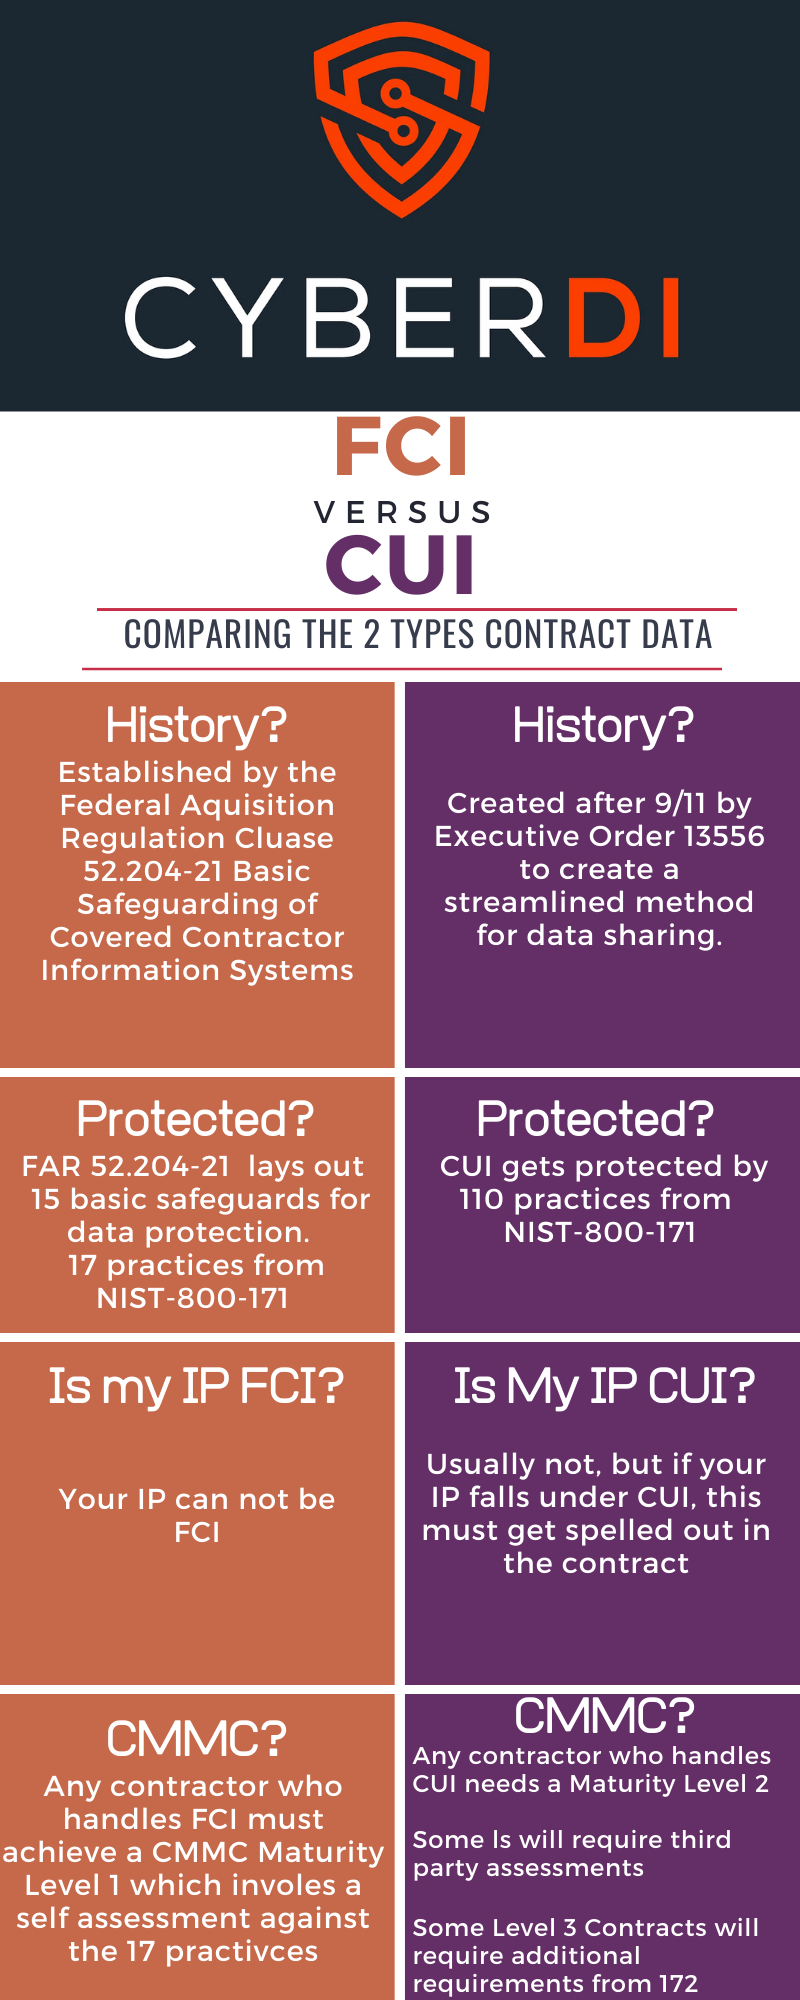 CYBERDI
FCI
VERSUS
CUI
COMPARING THE 2 TYPES CONTRACT DATA
History?
Established by the
Federal Aquisition
Regulation Cluase
52.204-21 Basic
Safeguarding of
Covered Contractor
Information Systems
History?
Created after 9/11 by
Executive Order 13556
to create a
streamlined method
for data sharing.
Protected?
FAR 52.204-21 lays out
15 basic safeguards for
data protection.
17 practices from
NIST-800-171
Protected?
CUI gets protected by
110 practices from
NIST-800-171
Is my IP FCI?
Your IP can not be
FCI
Is My IP CUI?
Usually not, but if your
IP falls under CUI, this
must get spelled out in
the contract
CMMC?
Any contractor who
handles FCI must
achieve a CMMC Maturity
Level 1 which involes a
self assessment against
the 17 practivces
CMMC?
Any contractor who handles
CUI needs a Maturity Level 2
Some ls will require third
party assessments
Some Level 3 Contracts will
require additional
requirements from 172